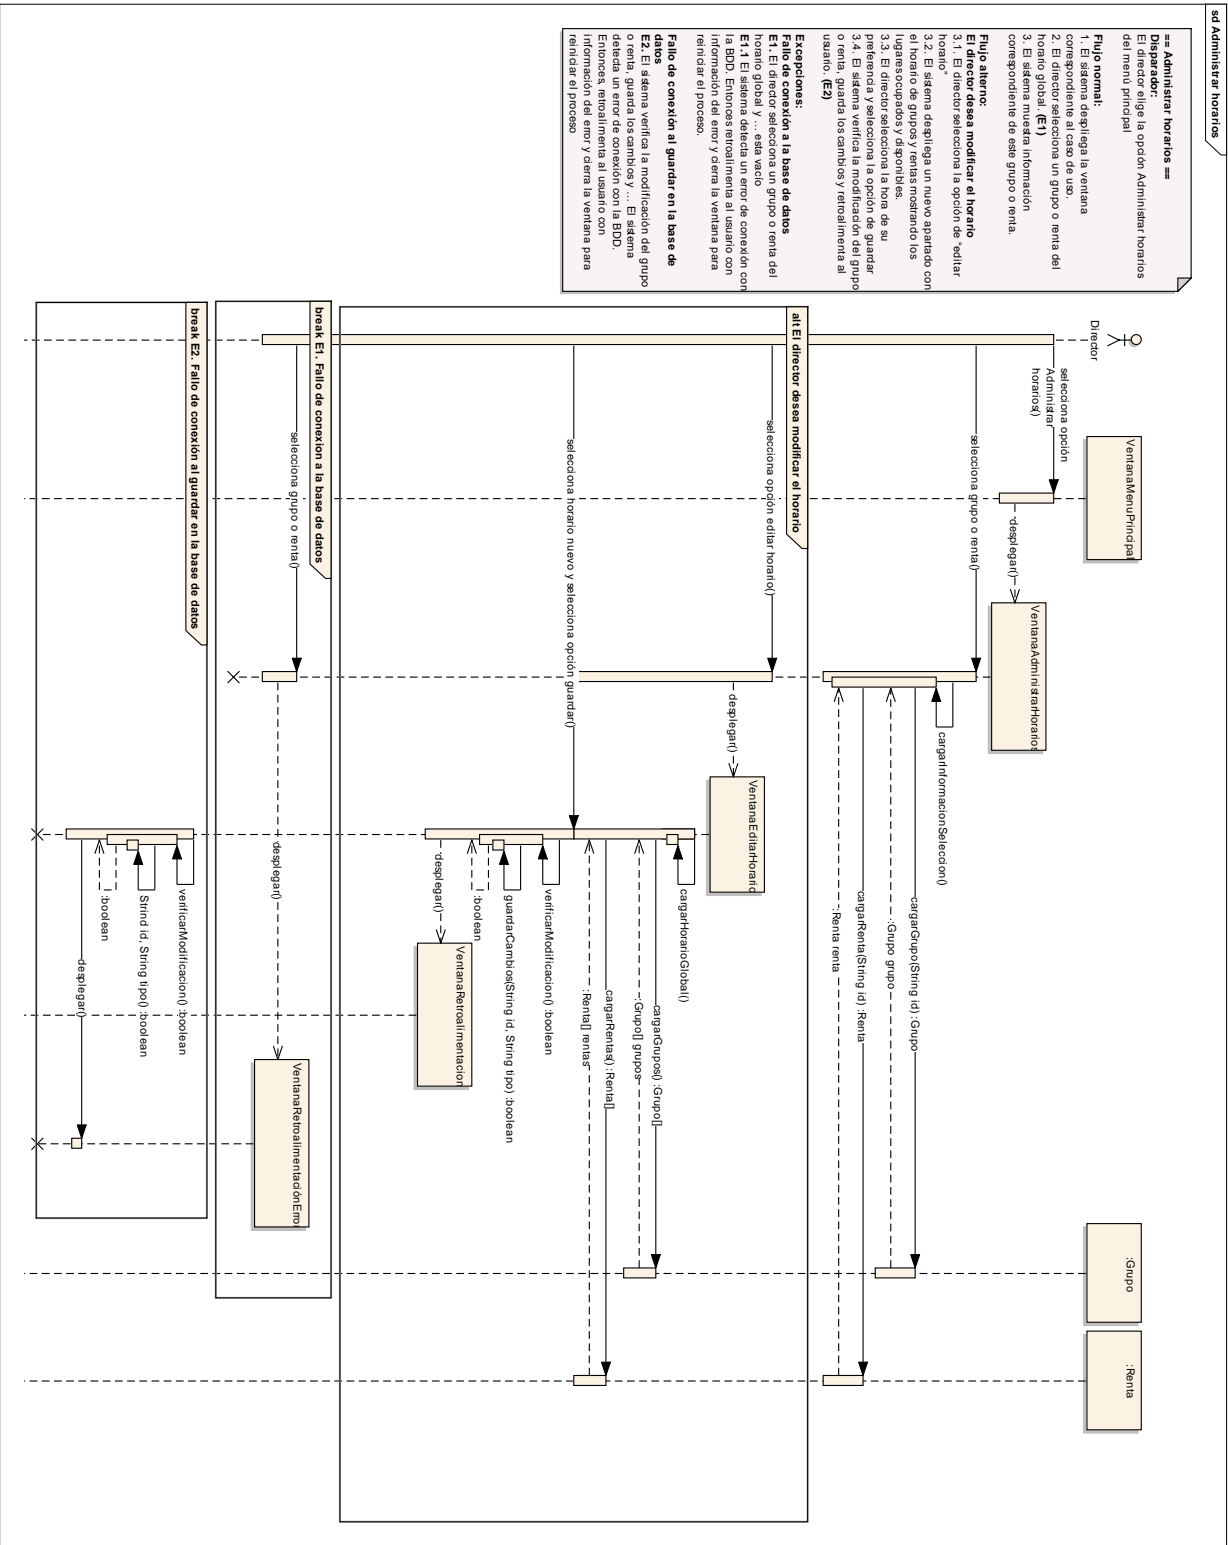 sd Administrar horarios
== Administrar horarios ==
Disparador:
El director elige la opción Administrar horarios
del menú principal
Flujo normal:
1. El sistema despliega la ventana
correspondiente al caso de uso.
2. El director selecciona un grupo o renta del
horario global. (E1)
3. El sistema muestra información
correspondiente de este grupo o renta.
Flujo alterno:
El director desea modificar el horario
3.1. El director selecciona la opción de "editar
horario"
3.2. El sistema despliega un nuevo apartado con
el horario de grupos y rentas mostrando los
lugares ocupados y disponibles.
3.3. El director selecciona la hora de su
preferencia y selecciona la opción de guardar
3.4. El sistema verifica la modificación del grupo
o renta, guarda los cambios y retroalimenta al
usuario. (E2)
Excepciones:
Fallo de conexión a la base de datos
E1. El director selecciona un grupo o renta del
horario global y ... esta vacío
E1.1 El sistema detecta un error de conexión con
la BDD. Entonces retroalimenta al usuario con
información del error y cierra la ventana para
reiniciar el proceso.
Fallo de conexión al guardar en la base de
datos
E2. El sistema verifica la modificación del grupo
o renta, guarda los cambios y ... El sistema
detecta un error de conexión con la BDD.
Entonces, retroalimenta al usuario con
información del error y cierra la ventana para
reiniciar el proceso
Director
VentanaMenuPrincipal
:Grupo
:Renta
selecciona opción
Administrar
horarios()
VentanaAdministrarHorarios
desplegar()
selecciona grupo o renta()
cargarInformacionSeleccion()
cargarGrupo(String id) :Grupo
:Grupo grupo
cargarRenta(String id) :Renta
:Renta renta
alt El director desea modificar el horario
selecciona opción editar horario()
VentanaEditarHorario
desplegar()
cargarHorarioGlobal()
cargarGrupos() :Grupo[]
:Grupo[] grupos
cargarRentas() :Renta[]
:Renta[] rentas
selecciona horario nuevo y selecciona opción guardar()
verificarModificacion() :boolean
guardarCambios(String id, String tipo) :boolean
:boolean
VentanaRetroalimentacion
desplegar()
break E1. Fallo de conexion a la base de datos
selecciona grupo o renta()
VentanaRetroalimentaciónError
desplegar()
break E2. Fallo de conexión al guardar en la base de datos
verificarModificacion() :boolean
Strind id, String tipo() :boolean
:boolean
desplegar()